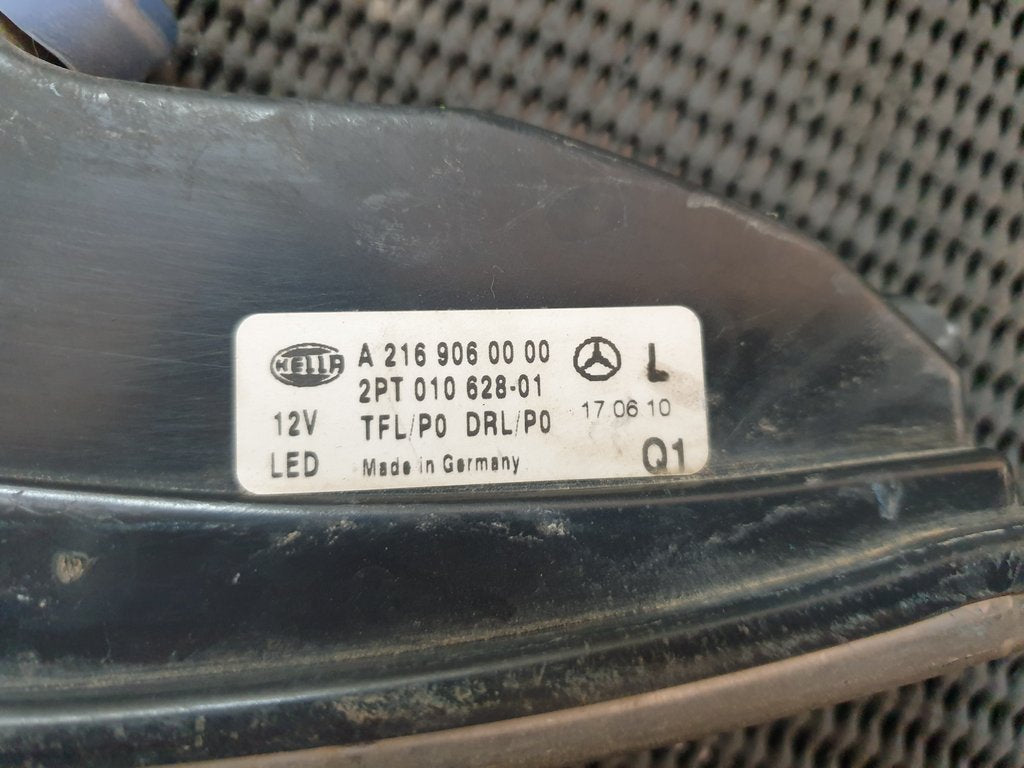 HELLA A 216 906 00 00 L
2PT 010 628-01
12V TFL/P0 DRL/P0 17 06 10
LED Made in Germany Q1